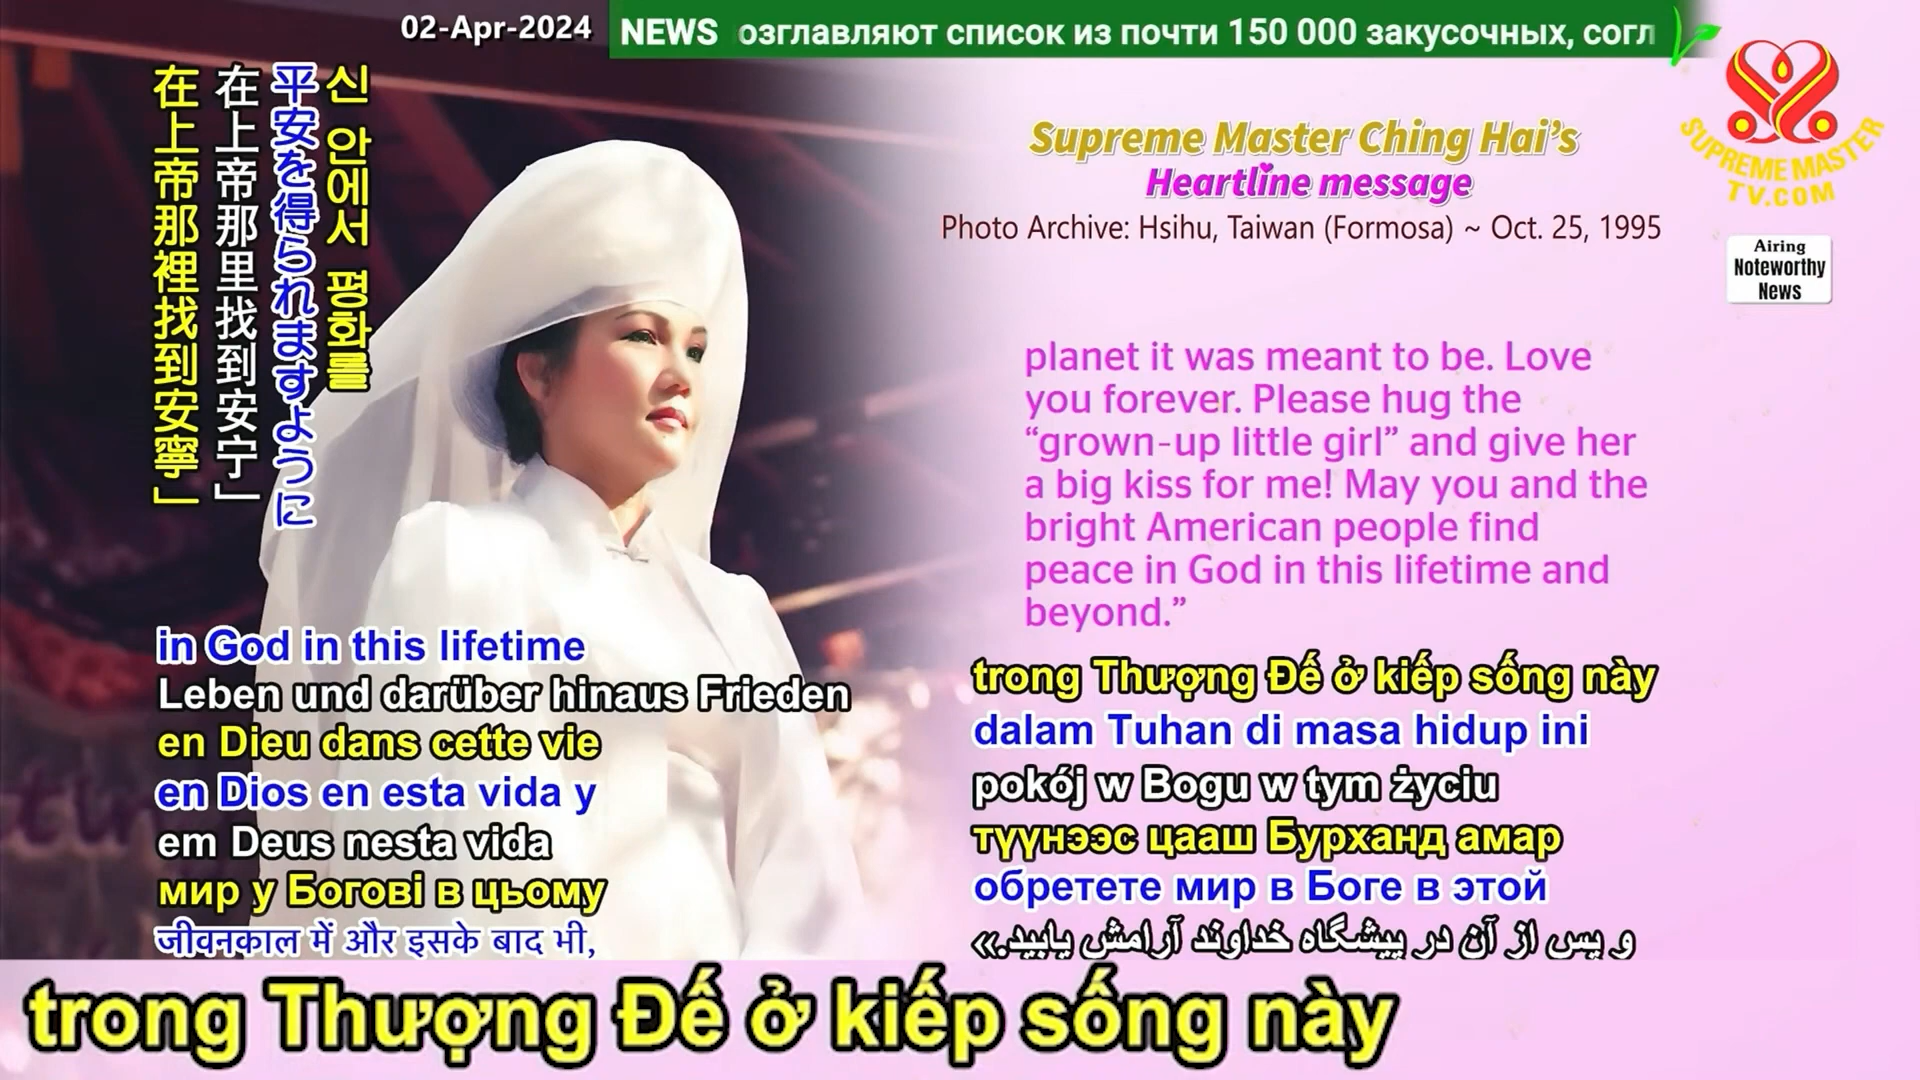 02-Apr-2024
NEWS озглавляют список из почти 150 000 закусочных, согл
SUPREME MASTER
TV.COM
Airing
Noteworthy
News
Supreme Master Ching Hai's
Heartline message
Photo Archive: Hsihu, Taiwan (Formosa) ~ Oct. 25, 1995
在上帝那裡找到安寧」
在上帝那里找到安宁」
平安を得られますように
신 안에서 평화를
planet it was meant to be. Love
you forever. Please hug the
“grown-up little girl” and give her
a big kiss for me! May you and the
bright American people find
peace in God in this lifetime and
beyond.”
in God in this lifetime
Leben und darüber hinaus Frieden
en Dieu dans cette vie
en Dios en esta vida y
em Deus nesta vida
мир у Богові в цьому
जीवनकाल में और इसके बाद भी,
trong Thượng Đế ở kiếp sống này
dalam Tuhan di masa hidup ini
pokój w Bogu w tym życiu
түүнээс цааш Бурханд амар
обретете мир в Боге в этой
و پس از آن در پیشگاه خداوند آرامش یابید.»
trong Thượng Đế ở kiếp sống này